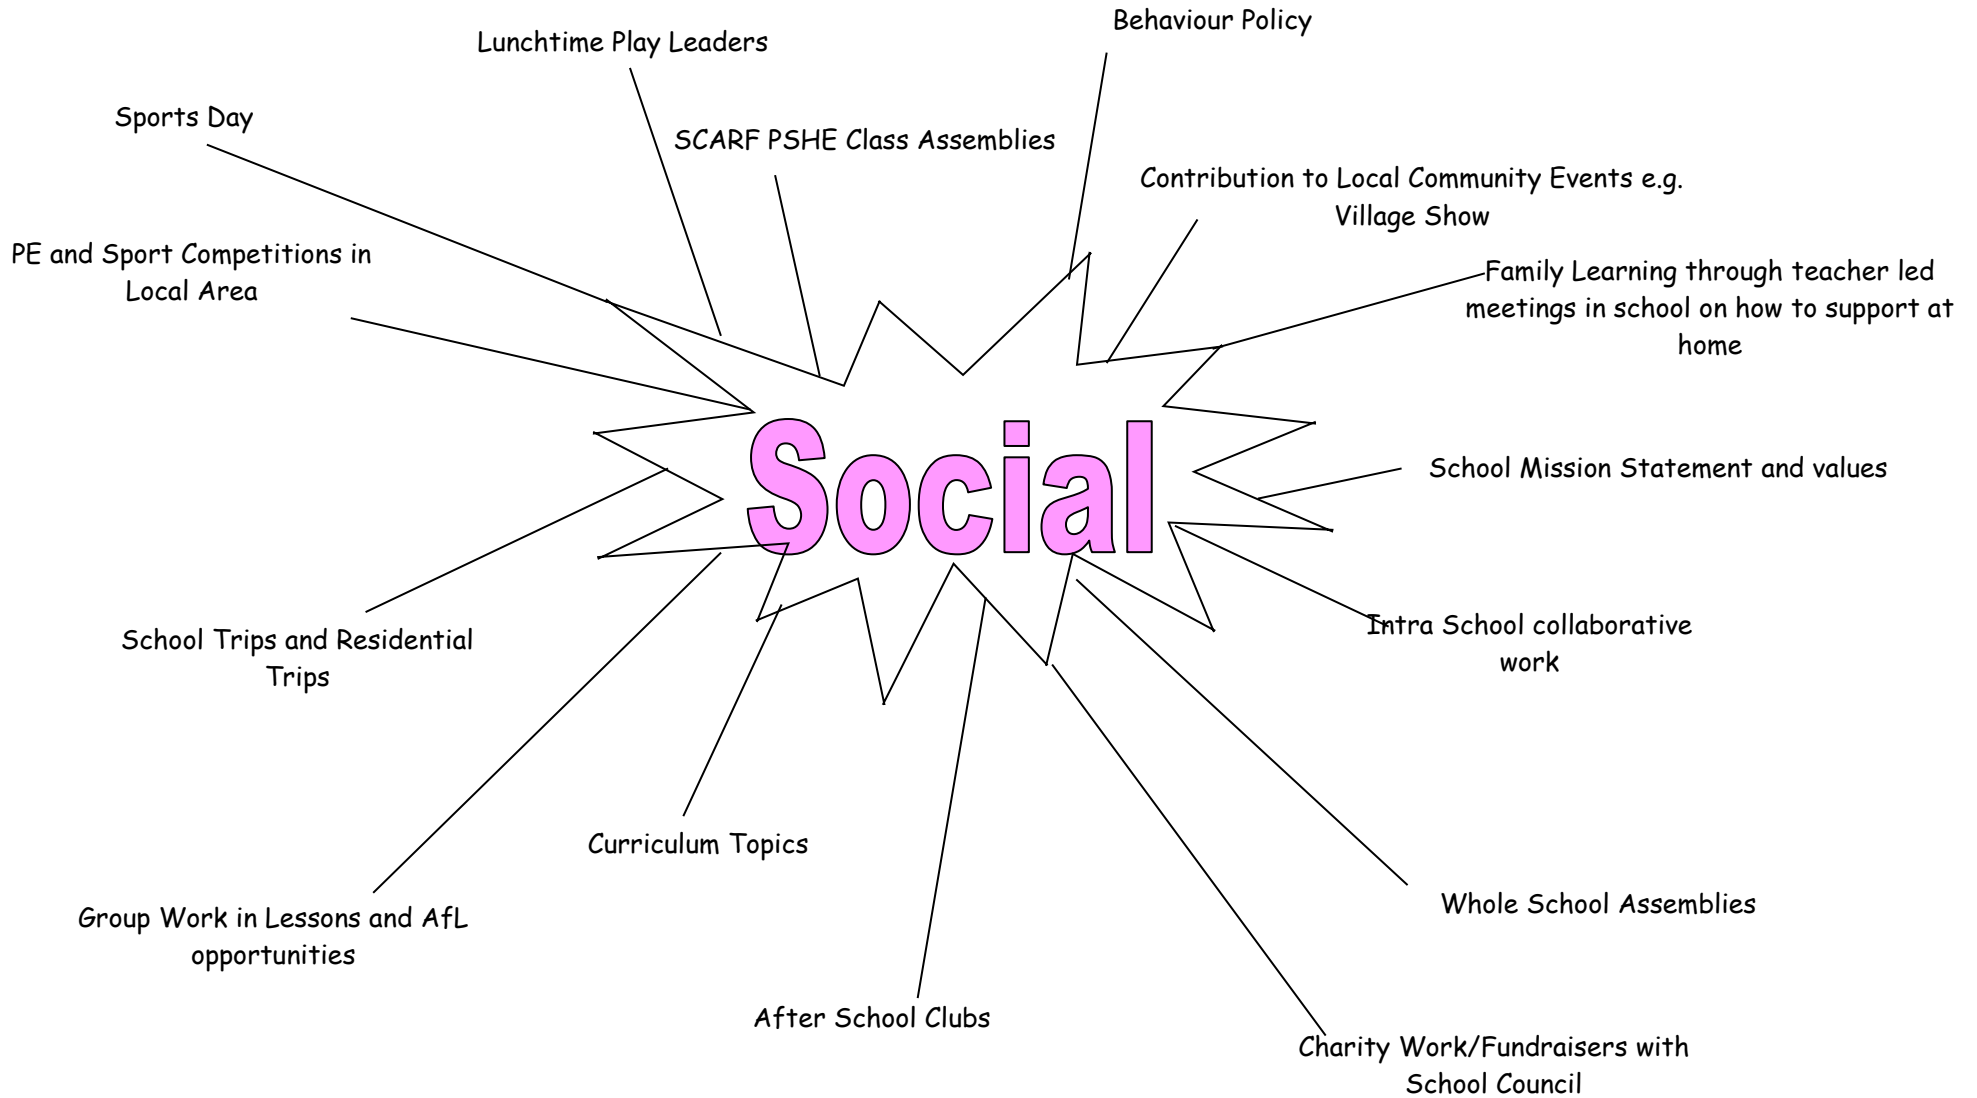 Behaviour Policy
Lunchtime Play Leaders
Sports Day
SCARF PSHE Class Assemblies
Contribution to Local Community Events e.g.
Village Show
PE and Sport Competitions in
Local Area
Family Learning through teacher led
meetings in school on how to support at
home
Social
School Mission Statement and values
Intra School collaborative
work
School Trips and Residential
Trips
Curriculum Topics
Whole School Assemblies
Group Work in Lessons and AfL
opportunities
After School Clubs
Charity Work/Fundraisers with
School Council